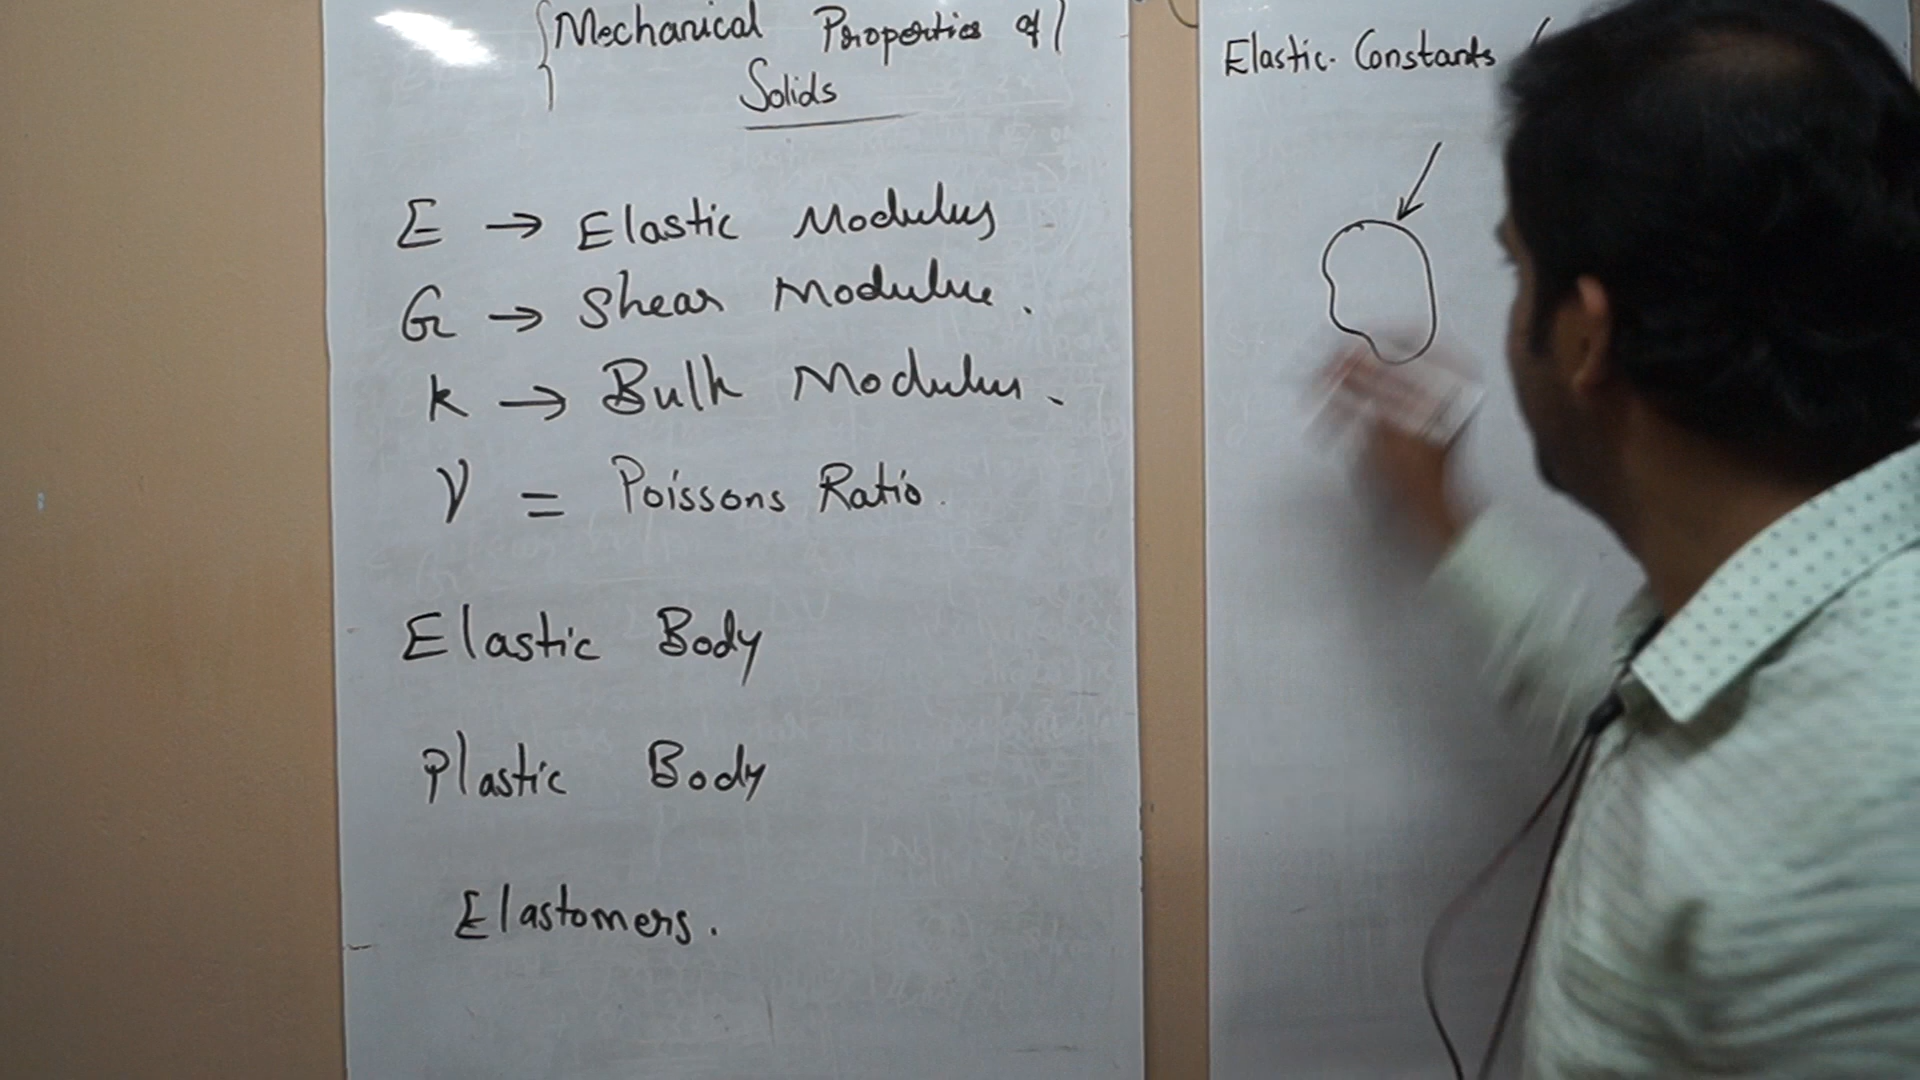 Mechanical Properties of
Solids
E → Elastic Modulus
G → Shear Modulus.
k → Bulk Modulus.
ν = Poissons Ratio.
Elastic Body
Plastic Body
Elastomers.
Elastic Constants